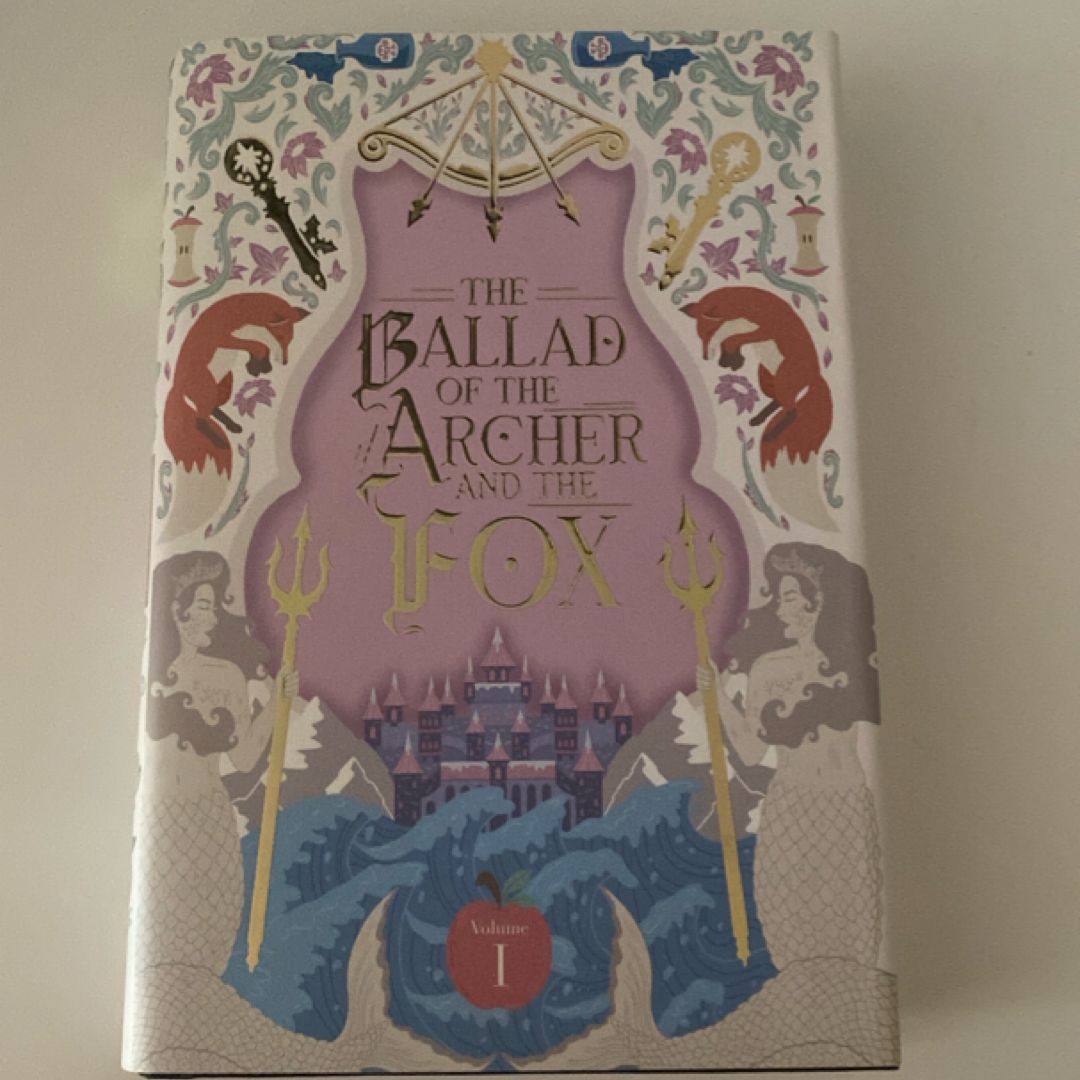 THE
BALLAD
OF THE
ARCHER
AND THE
FOX
Volume
I